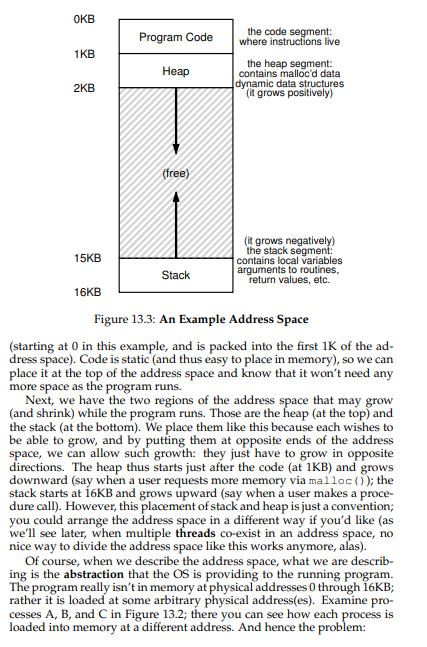 0KB
Program Code
the code segment:
where instructions live
1KB
Heap
the heap segment:
contains malloc'd data
dynamic data structures
(it grows positively)
2KB
(free)
(it grows negatively)
the stack segment:
contains local variables
arguments to routines,
return values, etc.
15KB
Stack
16KB
Figure 13.3: An Example Address Space
(starting at 0 in this example, and is packed into the first 1K of the ad-
dress space). Code is static (and thus easy to place in memory), so we can
place it at the top of the address space and know that it won't need any
more space as the program runs.
Next, we have the two regions of the address space that may grow
(and shrink) while the program runs. Those are the heap (at the top) and
the stack (at the bottom). We place them like this because each wishes to
be able to grow, and by putting them at opposite ends of the address
space, we can allow such growth: they just have to grow in opposite
directions. The heap thus starts just after the code (at 1KB) and grows
downward (say when a user requests more memory via malloc()); the
stack starts at 16KB and grows upward (say when a user makes a proce-
dure call). However, this placement of stack and heap is just a convention;
you could arrange the address space in a different way if you'd like (as
we'll see later, when multiple threads co-exist in an address space, no
nice way to divide the address space like this works anymore, alas).
Of course, when we describe the address space, what we are describ-
ing is the abstraction that the OS is providing to the running program.
The program really isn't in memory at physical addresses 0 through 16KB;
rather it is loaded at some arbitrary physical address(es). Examine pro-
cesses A, B, and C in Figure 13.2; there you can see how each process is
loaded into memory at a different address. And hence the problem: